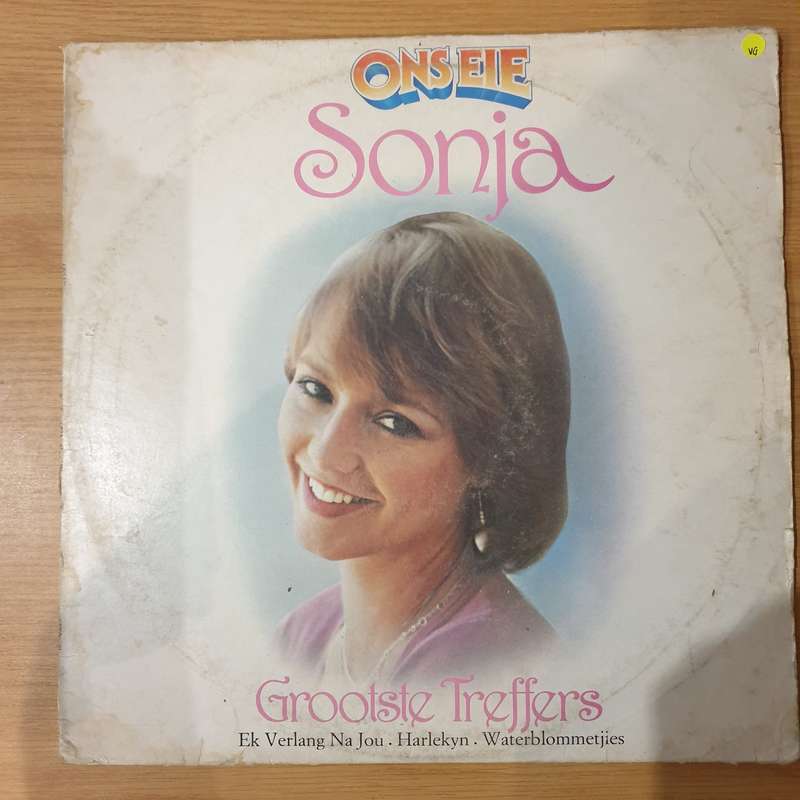 ONS EIE
VG
Sonja
Grootste Treffers
Ek Verlang Na Jou . Harlekyn . Waterblommetjies